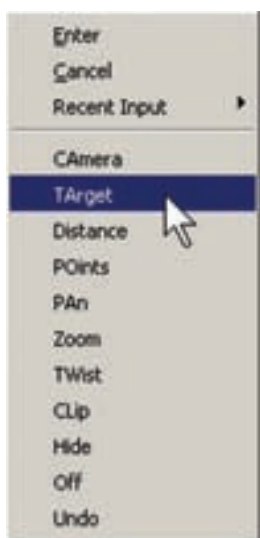 Enter
Cancel
Recent Input
CAmera
TArget
Distance
POints
PAn
Zoom
TWist
CLip
Hide
Off
Undo